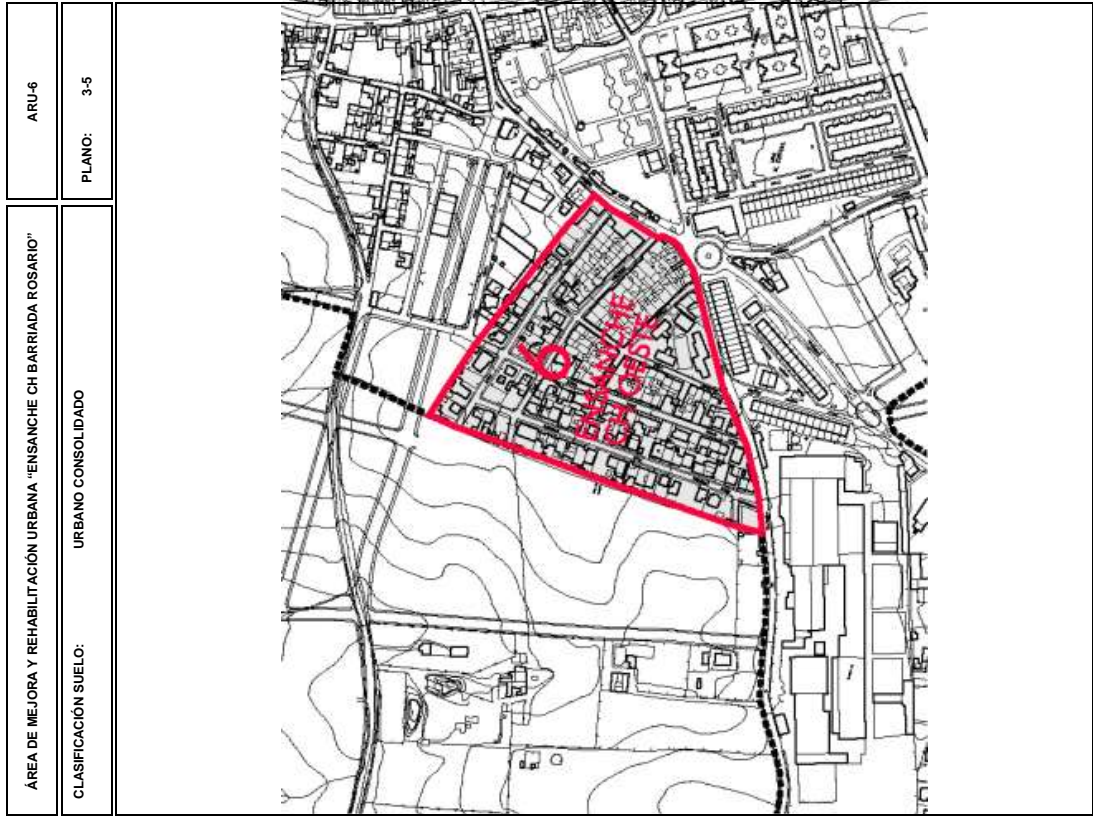 ÁREA DE MEJORA Y REHABILITACIÓN URBANA “ENSANCHE CH BARRIADA ROSARIO”
ARU-6
CLASIFICACIÓN SUELO: URBANO CONSOLIDADO
PLANO: 3-5
6
ENSANCHE
CH OESTE